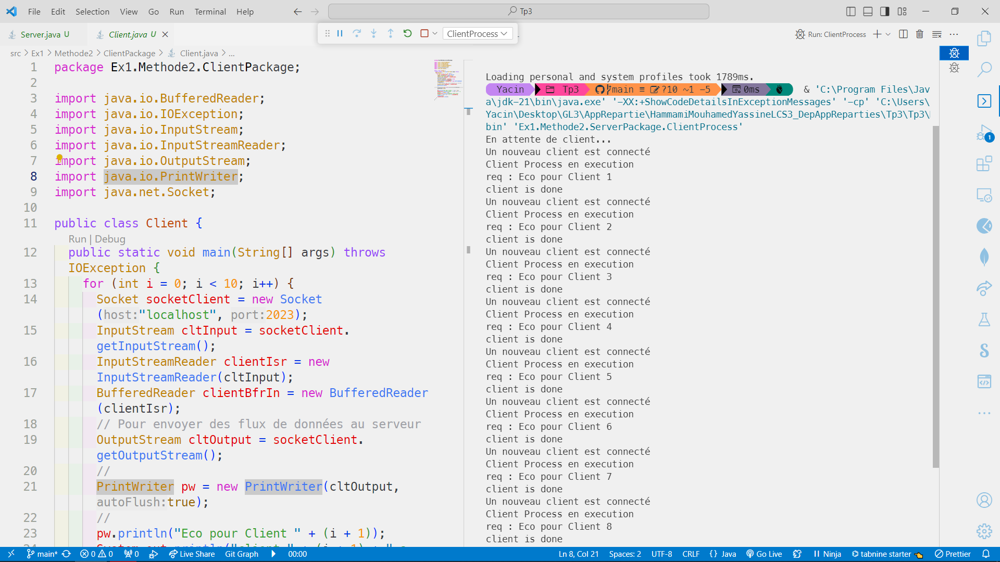 File Edit Selection View Go Run Terminal Help
Tp3
Server.java U
Client.java U
ClientProcess
Run: ClientProcess
src > Ex1 > Methode2 > ClientPackage > Client.java > ...
1 package Ex1.Methode2.ClientPackage;
2
3 import java.io.BufferedReader;
4 import java.io.IOException;
5 import java.io.InputStream;
6 import java.io.InputStreamReader;
7 import java.io.OutputStream;
8 import java.io.PrintWriter;
9 import java.net.Socket;
10
11 public class Client {
Run | Debug
12 public static void main(String[] args) throws
IOException {
13 for (int i = 0; i < 10; i++) {
14 Socket socketClient = new Socket
(host:"localhost", port:2023);
15 InputStream cltInput = socketClient.
getInputStream();
16 InputStreamReader clientIsr = new
InputStreamReader(cltInput);
17 BufferedReader clientBfrIn = new BufferedReader
(clientIsr);
18 // Pour envoyer des flux de données au serveur
19 OutputStream cltOutput = socketClient.
getOutputStream();
20 //
21 PrintWriter pw = new PrintWriter(cltOutput,
autoFlush:true);
22 //
23 pw.println("Eco pour Client " + (i + 1));
Loading personal and system profiles took 1789ms.
Yacin Tp3 main ≡ ?10 ~1 -5 0ms & 'C:\Program Files\Jav
a\jdk-21\bin\java.exe' '-XX:+ShowCodeDetailsInExceptionMessages' '-cp' 'C:\Users\
Yacin\Desktop\GL3\AppRepartie\HammamiMouhamedYassineLCS3_DepAppReparties\Tp3\Tp3\
bin' 'Ex1.Methode2.ServerPackage.ClientProcess'
En attente de client...
Un nouveau client est connecté
Client Process en execution
req : Eco pour Client 1
client is done
Un nouveau client est connecté
Client Process en execution
req : Eco pour Client 2
client is done
Un nouveau client est connecté
Client Process en execution
req : Eco pour Client 3
client is done
Un nouveau client est connecté
Client Process en execution
req : Eco pour Client 4
client is done
Un nouveau client est connecté
Client Process en execution
req : Eco pour Client 5
client is done
Un nouveau client est connecté
Client Process en execution
req : Eco pour Client 6
client is done
Un nouveau client est connecté
Client Process en execution
req : Eco pour Client 7
client is done
Un nouveau client est connecté
Client Process en execution
req : Eco pour Client 8
client is done
1
main* 0 0 0 Live Share Git Graph 00:00 Ln 8, Col 21 Spaces: 2 UTF-8 CRLF {} Java Go Live Ninja tabnine starter Prettier